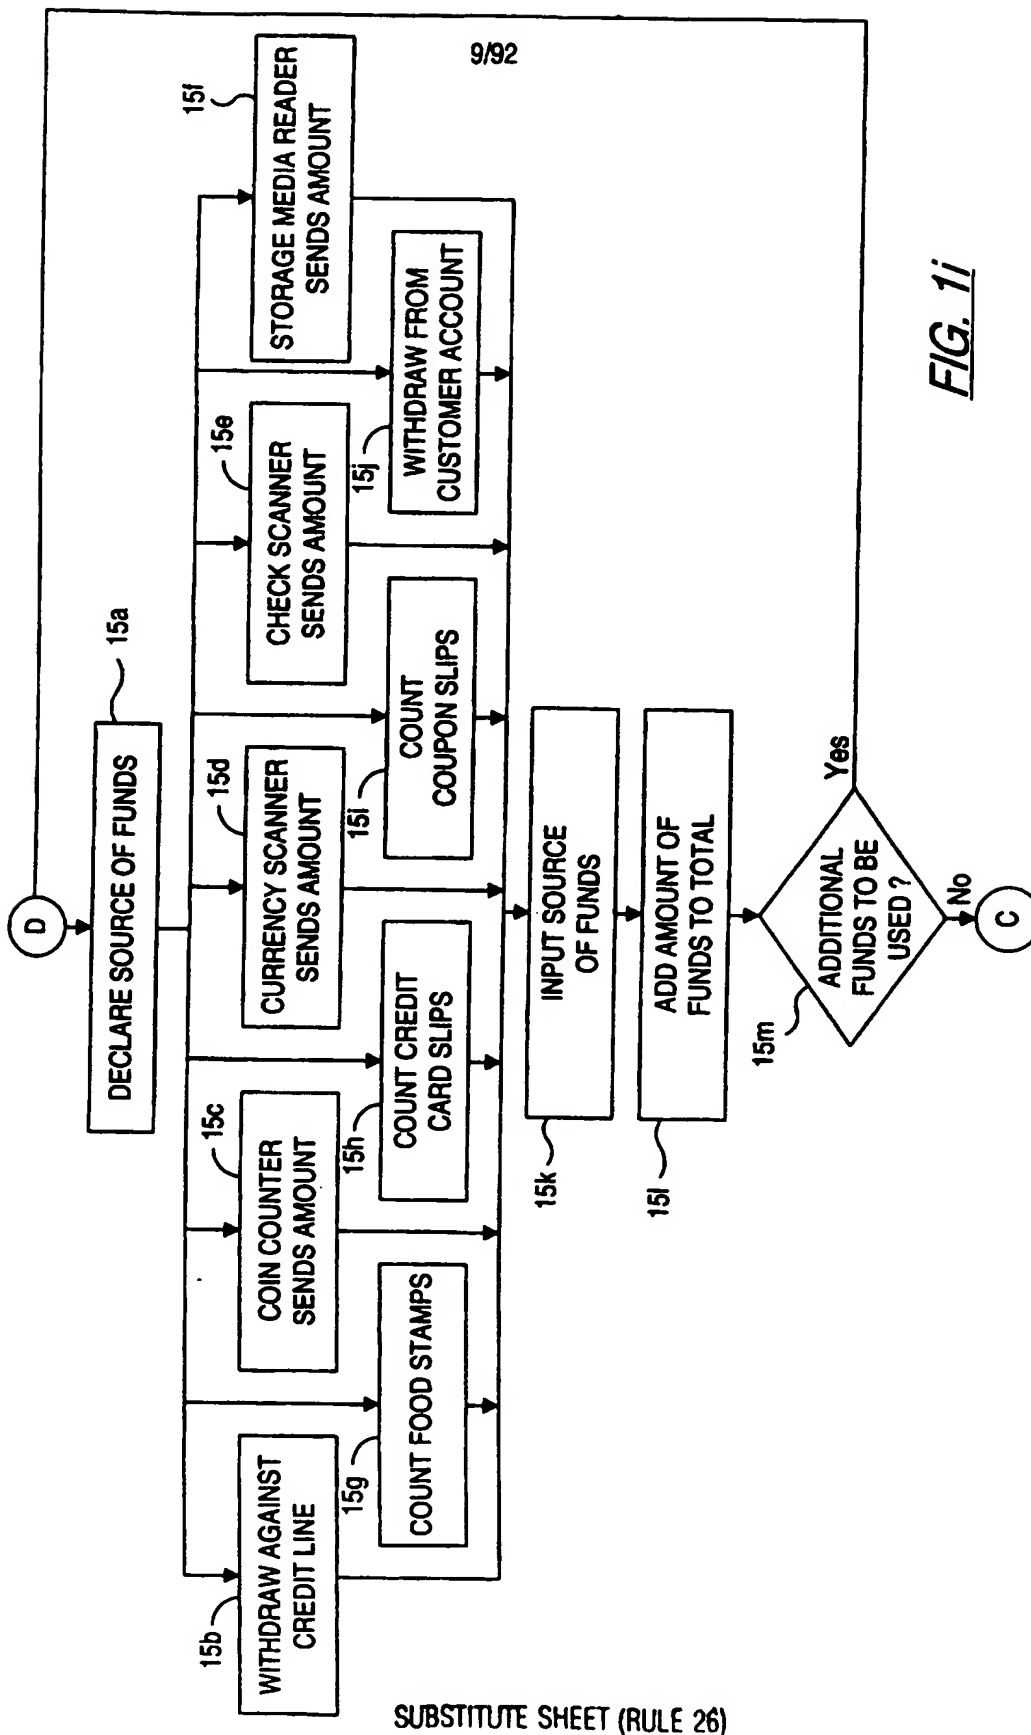 9/92
D
DECLARE SOURCE OF FUNDS
15a
WITHDRAW AGAINST
CREDIT LINE
15b
COIN COUNTER
SENDS AMOUNT
15c
CURRENCY SCANNER
SENDS AMOUNT
15d
CHECK SCANNER
SENDS AMOUNT
15e
STORAGE MEDIA READER
SENDS AMOUNT
15f
COUNT FOOD STAMPS
15g
COUNT CREDIT
CARD SLIPS
15h
COUNT
COUPON SLIPS
15i
WITHDRAW FROM
CUSTOMER ACCOUNT
15j
INPUT SOURCE
OF FUNDS
15k
ADD AMOUNT OF
FUNDS TO TOTAL
15l
ADDITIONAL
FUNDS TO BE
USED ?
15m
Yes
No
C
FIG. 1i
SUBSTITUTE SHEET (RULE 26)